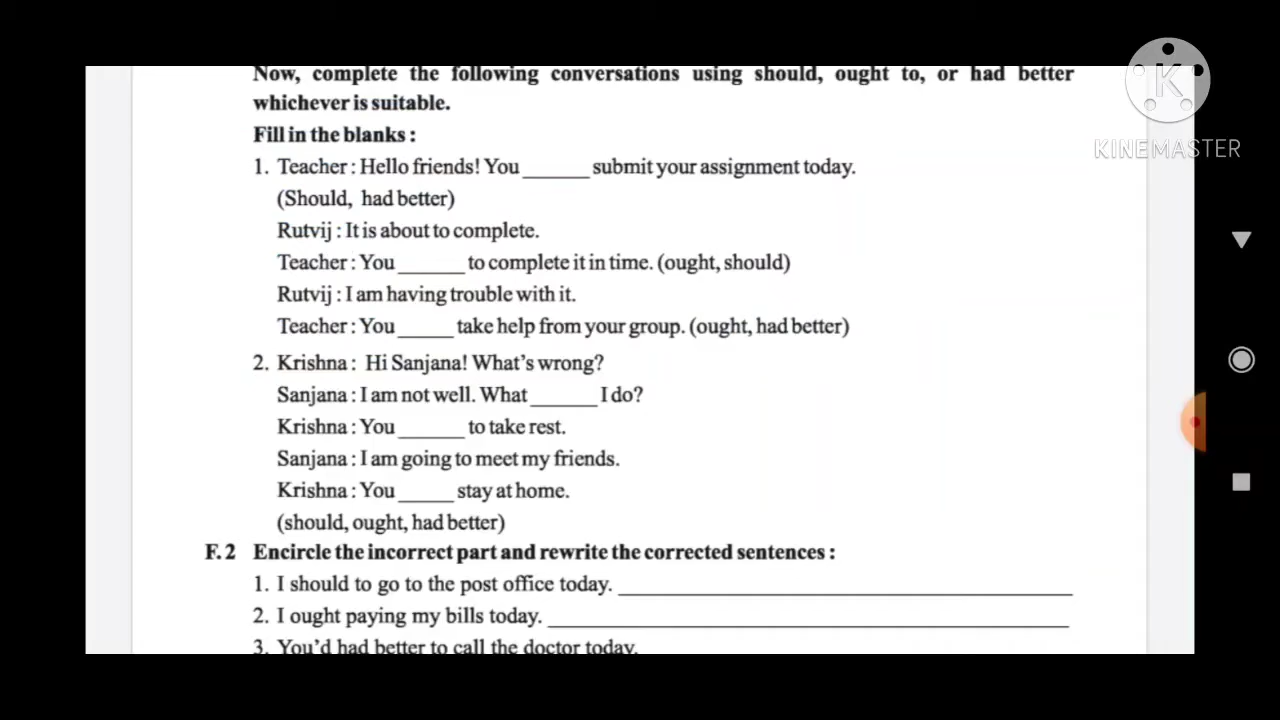 Now, complete the following conversations using should, ought to, or had better
whichever is suitable.
Fill in the blanks :
1. Teacher : Hello friends! You ______ submit your assignment today.
(Should, had better)
Rutvij : It is about to complete.
Teacher : You ______ to complete it in time. (ought, should)
Rutvij : I am having trouble with it.
Teacher : You _____ take help from your group. (ought, had better)
2. Krishna : Hi Sanjana! What's wrong?
Sanjana : I am not well. What ______ I do?
Krishna : You ______ to take rest.
Sanjana : I am going to meet my friends.
Krishna : You _____ stay at home.
(should, ought, had better)
F.2 Encircle the incorrect part and rewrite the corrected sentences :
1. I should to go to the post office today. ______
2. I ought paying my bills today. ______
3. You'd had better to call the doctor today.
K
KINEMASTER